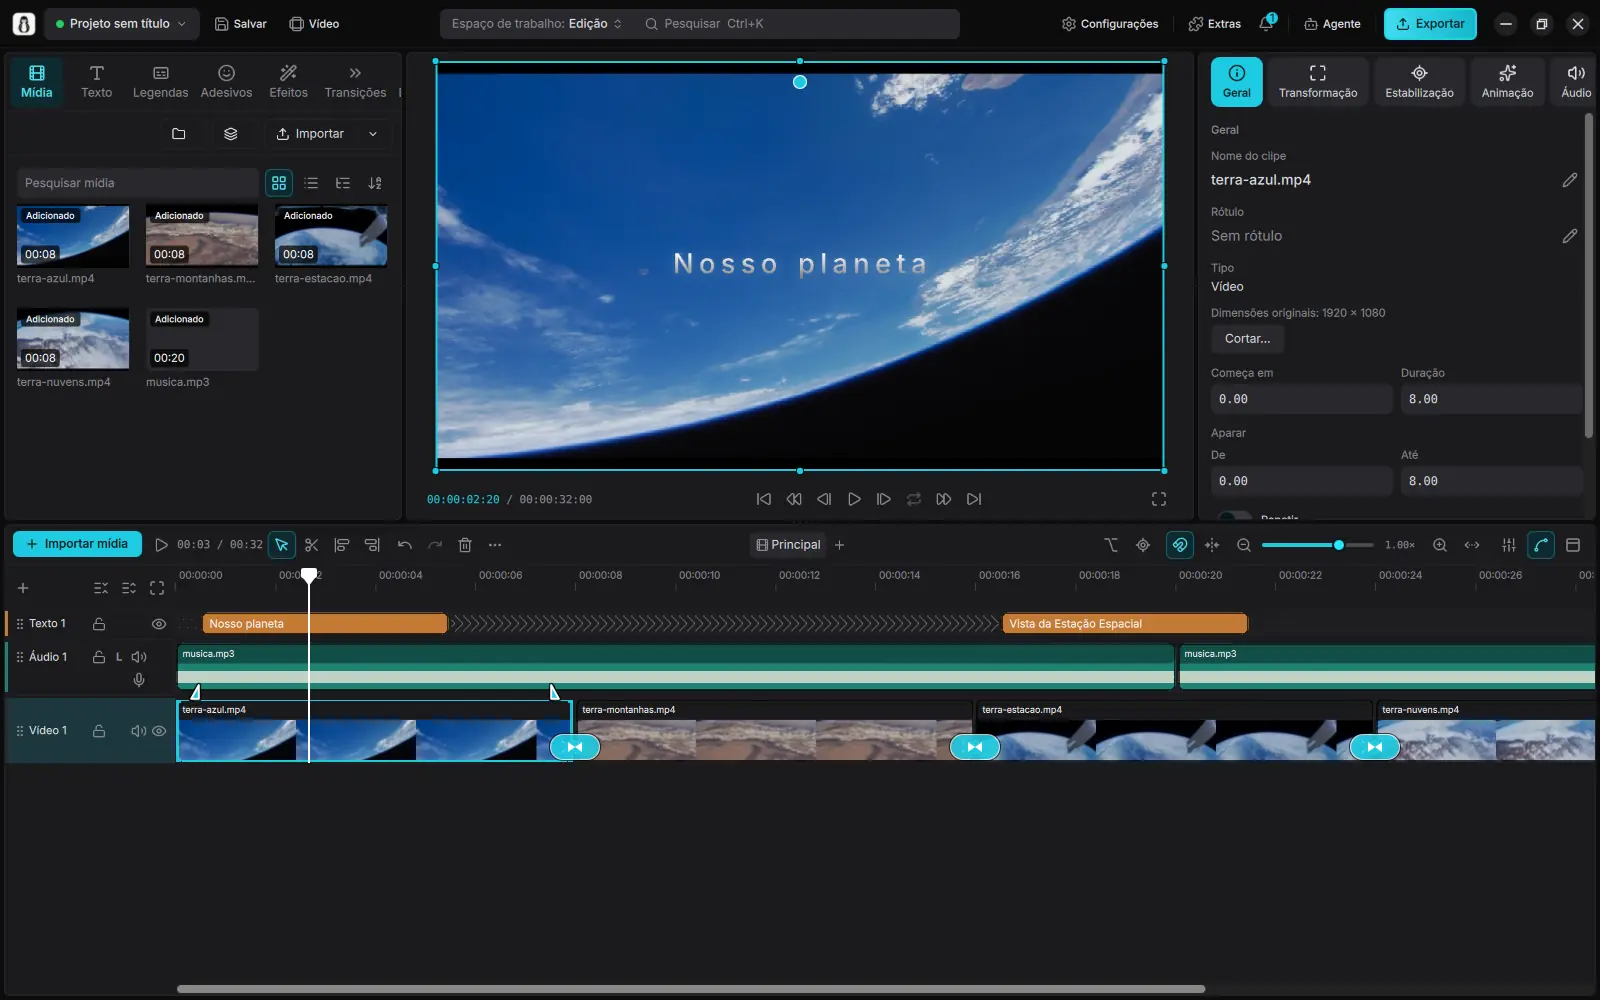 Projeto sem título
Salvar
Vídeo
Espaço de trabalho: Edição
Pesquisar Ctrl+K
Configurações
Extras
1
Agente
Exportar
Mídia
Texto
Legendas
Adesivos
Efeitos
Transições
Importar
Pesquisar mídia
Adicionado
00:08
terra-azul.mp4
Adicionado
00:08
terra-montanhas.m...
Adicionado
00:08
terra-estacao.mp4
Adicionado
00:08
terra-nuvens.mp4
Adicionado
00:20
musica.mp3
Nosso planeta
00:00:02:20 / 00:00:32:00
Geral
Transformação
Estabilização
Animação
Áudio
Geral
Nome do clipe
terra-azul.mp4
Rótulo
Sem rótulo
Tipo
Vídeo
Dimensões originais: 1920 × 1080
Cortar...
Começa em
Duração
0.00
8.00
Aparar
De
Até
0.00
8.00
Importar mídia
00:03 / 00:32
Principal
1.00×
00:00:00
00:00:04
00:00:06
00:00:08
00:00:10
00:00:12
00:00:14
00:00:16
00:00:18
00:00:20
00:00:22
00:00:24
00:00:26
Texto 1
Nosso planeta
Vista da Estação Espacial
Áudio 1
L
musica.mp3
musica.mp3
Vídeo 1
terra-azul.mp4
terra-montanhas.mp4
terra-estacao.mp4
terra-nuvens.mp4